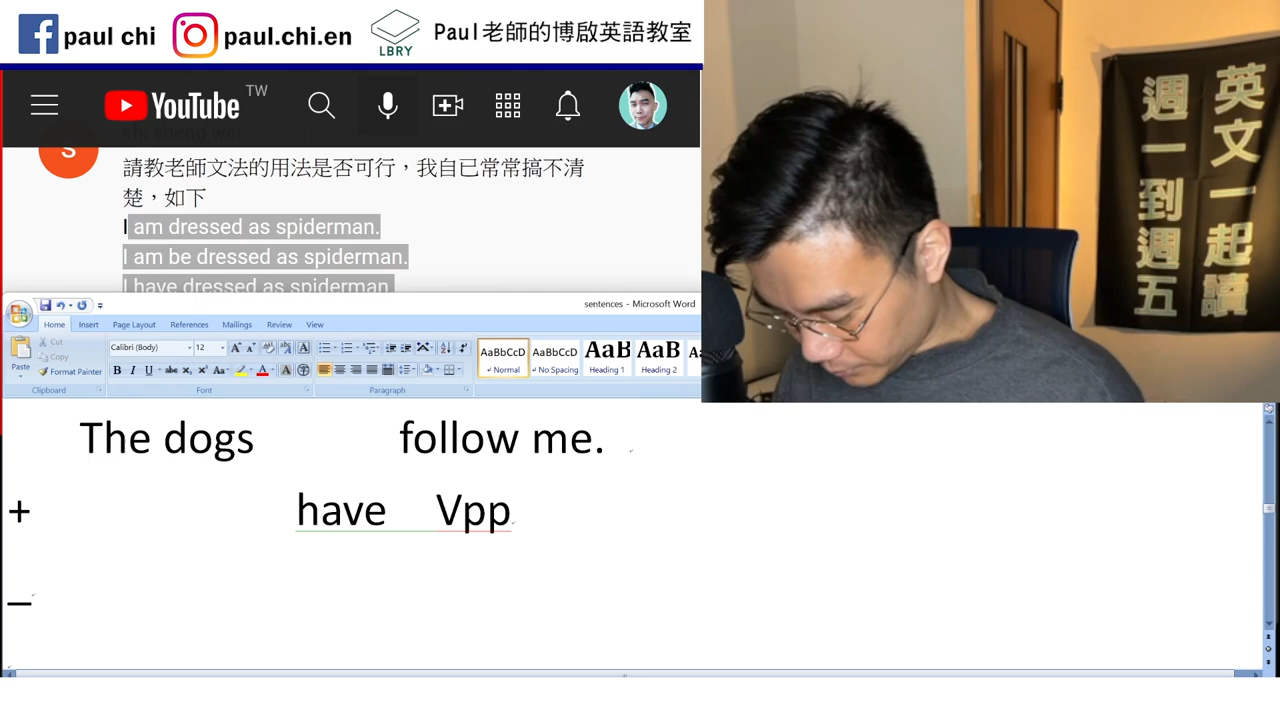 paul chi
paul.chi.en
LBRY
Paul老師的博啟英語教室
YouTube
TW
S
請教老師文法的用法是否可行，我自已常常搞不清
楚，如下
I am dressed as spiderman.
I am be dressed as spiderman.
I have dressed as spiderman
sentences - Microsoft Word
Home Insert Page Layout References Mailings Review View
Paste
Cut
Copy
Format Painter
Calibri (Body) 12
AaBbCcD AaBbCcD AaBb AaB
Normal No Spacing Heading 1 Heading 2
Clipboard Font Paragraph
The dogs follow me.
+ have Vpp
–
英文一起讀
週一到週五